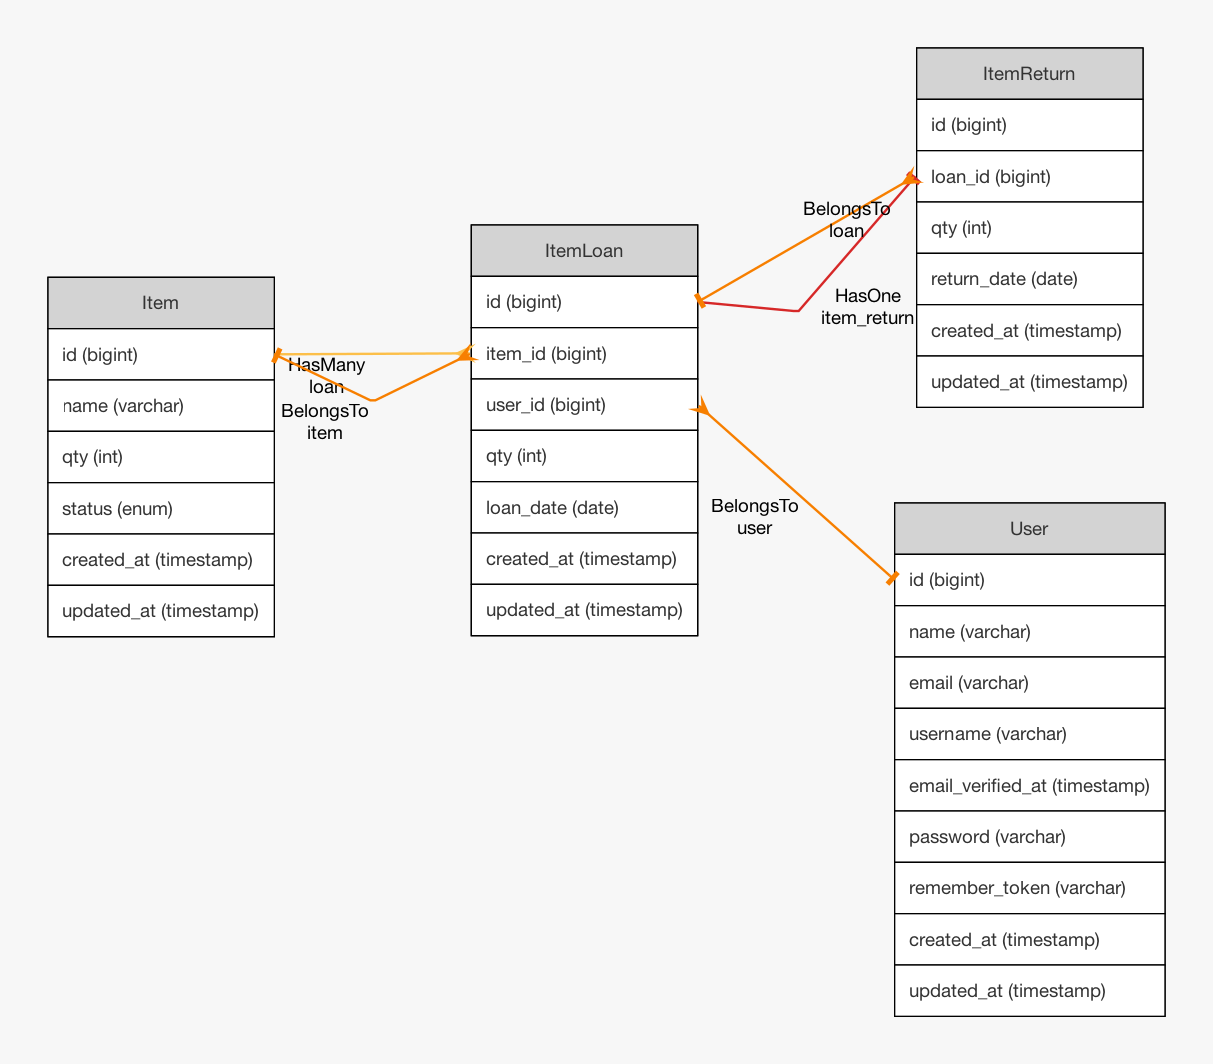 ItemReturn
id (bigint)
loan_id (bigint)
qty (int)
return_date (date)
created_at (timestamp)
updated_at (timestamp)
BelongsTo
loan
HasOne
item_return
ItemLoan
id (bigint)
item_id (bigint)
user_id (bigint)
qty (int)
loan_date (date)
created_at (timestamp)
updated_at (timestamp)
Item
id (bigint)
name (varchar)
qty (int)
status (enum)
created_at (timestamp)
updated_at (timestamp)
HasMany
loan
BelongsTo
item
BelongsTo
user
User
id (bigint)
name (varchar)
email (varchar)
username (varchar)
email_verified_at (timestamp)
password (varchar)
remember_token (varchar)
created_at (timestamp)
updated_at (timestamp)